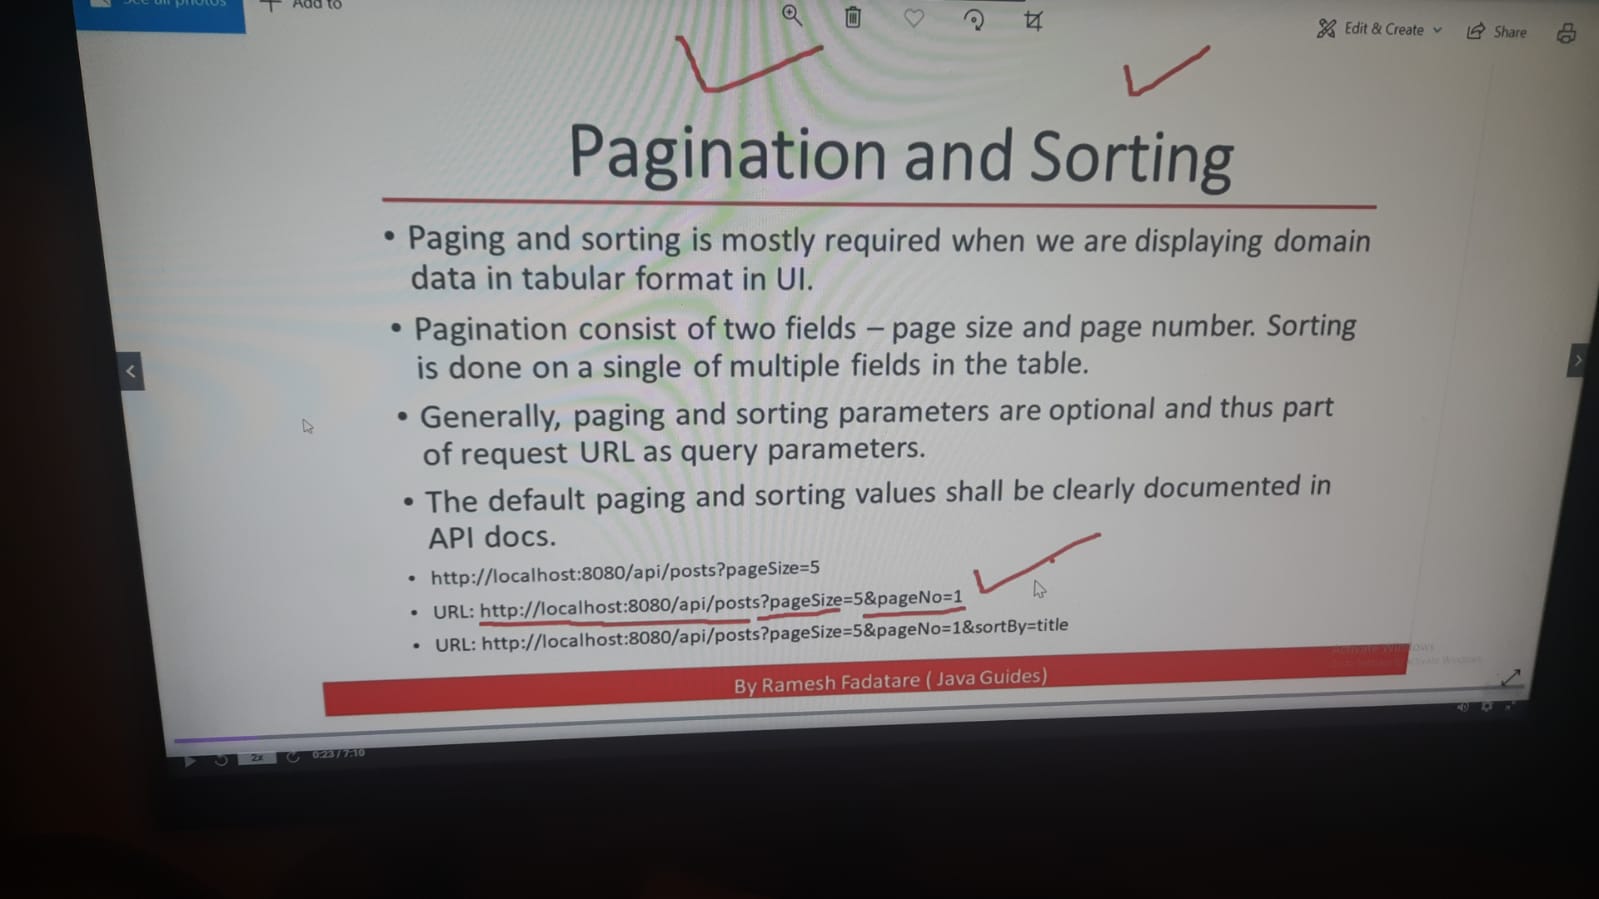 See all photos
Add to
Edit & Create
Share
Pagination and Sorting
• Paging and sorting is mostly required when we are displaying domain
data in tabular format in UI.
• Pagination consist of two fields – page size and page number. Sorting
is done on a single of multiple fields in the table.
• Generally, paging and sorting parameters are optional and thus part
of request URL as query parameters.
• The default paging and sorting values shall be clearly documented in
API docs.
• http://localhost:8080/api/posts?pageSize=5
• URL: http://localhost:8080/api/posts?pageSize=5&pageNo=1
• URL: http://localhost:8080/api/posts?pageSize=5&pageNo=1&sortBy=title
Activate Windows
By Ramesh Fadatare ( Java Guides)
2x
0:23 / 7:10